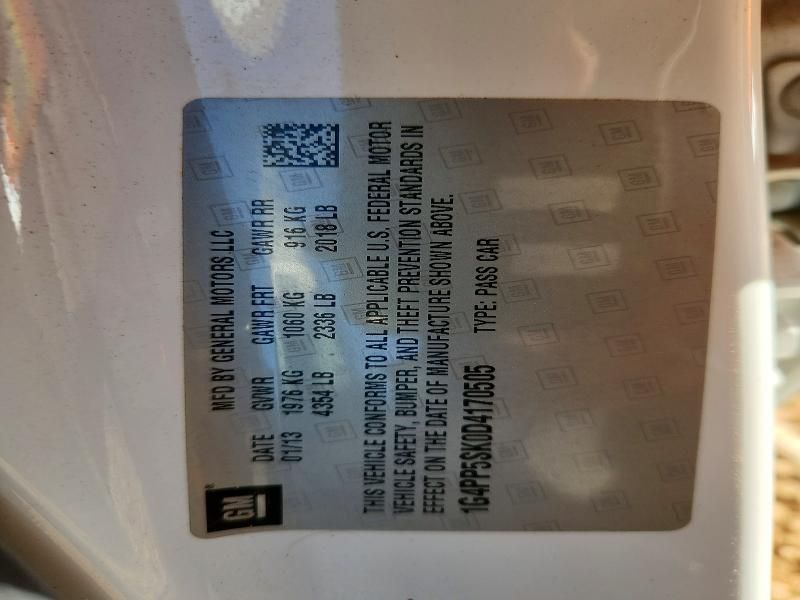 GM
MFD BY GENERAL MOTORS LLC
DATE GVWR GAWR FRT GAWR RR
01/13 1976 KG 1060 KG 916 KG
4354 LB 2336 LB 2018 LB
THIS VEHICLE CONFORMS TO ALL APPLICABLE U.S. FEDERAL MOTOR
VEHICLE SAFETY, BUMPER, AND THEFT PREVENTION STANDARDS IN
EFFECT ON THE DATE OF MANUFACTURE SHOWN ABOVE.
1G4PP5SK0D4170505 TYPE: PASS CAR